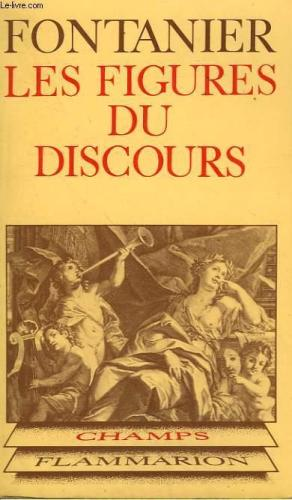 Le-livre.com
FONTANIER
LES FIGURES
DU
DISCOURS
CHAMPS
FLAMMARION